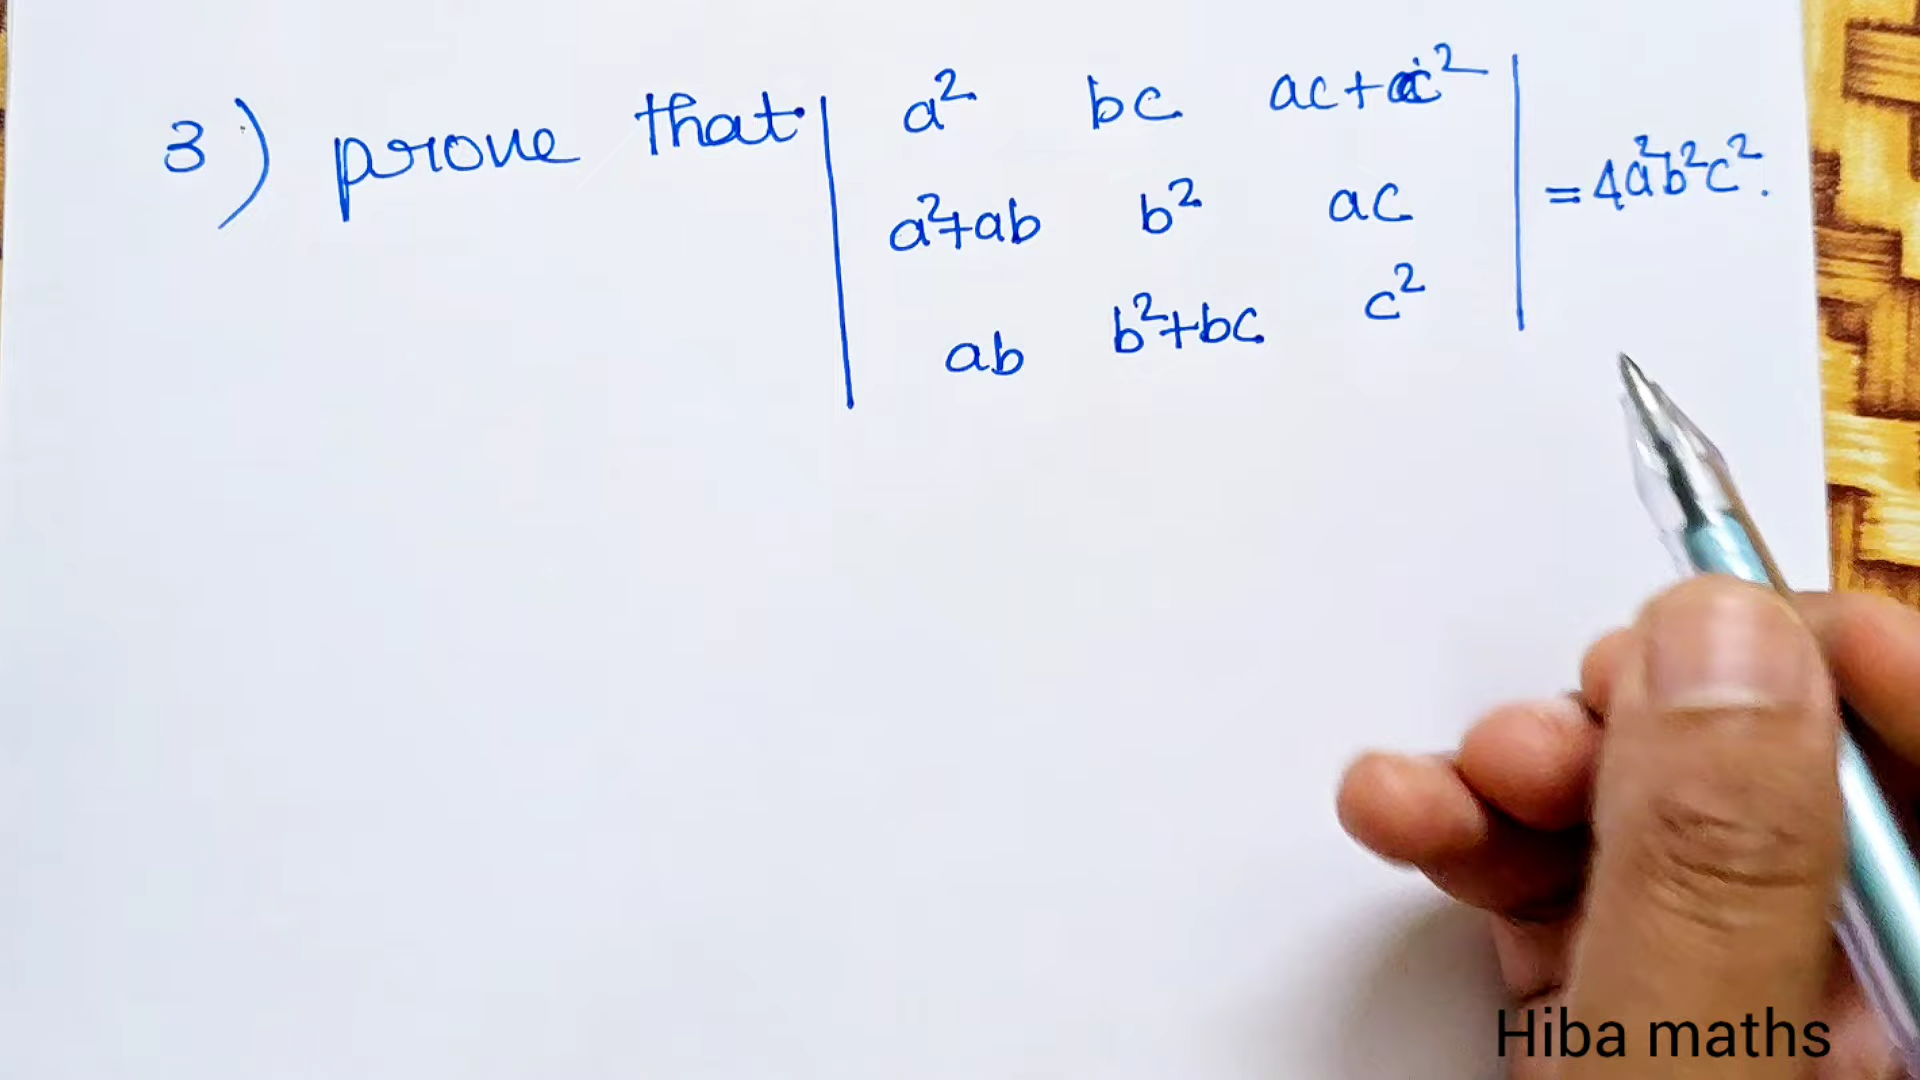 3) prove that | a² bc ac+c² |
| a²+ab b² ac | = 4a²b²c².
| ab b²+bc c² |
Hiba maths